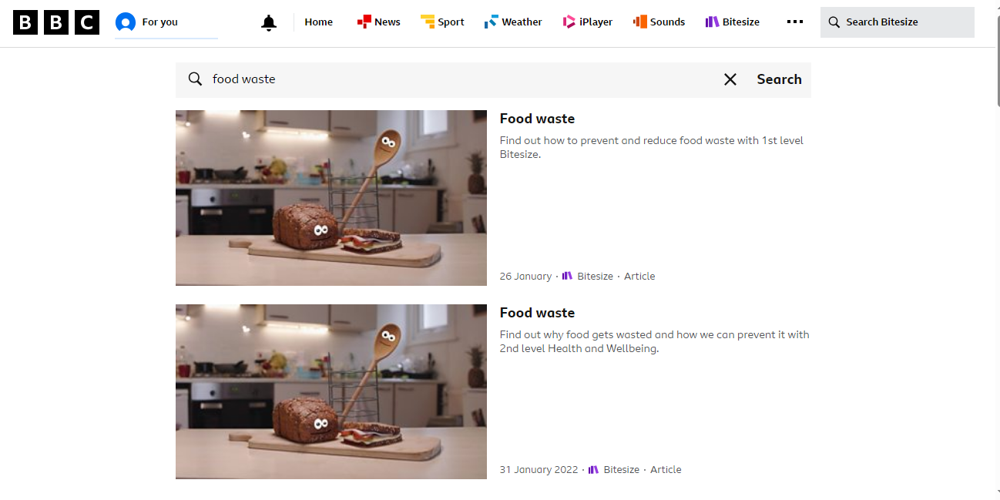 BBC For you Home News Sport Weather iPlayer Sounds Bitesize Search Bitesize
food waste Search
Food waste
Find out how to prevent and reduce food waste with 1st level
Bitesize.
26 January · Bitesize · Article
Food waste
Find out why food gets wasted and how we can prevent it with
2nd level Health and Wellbeing.
31 January 2022 · Bitesize · Article